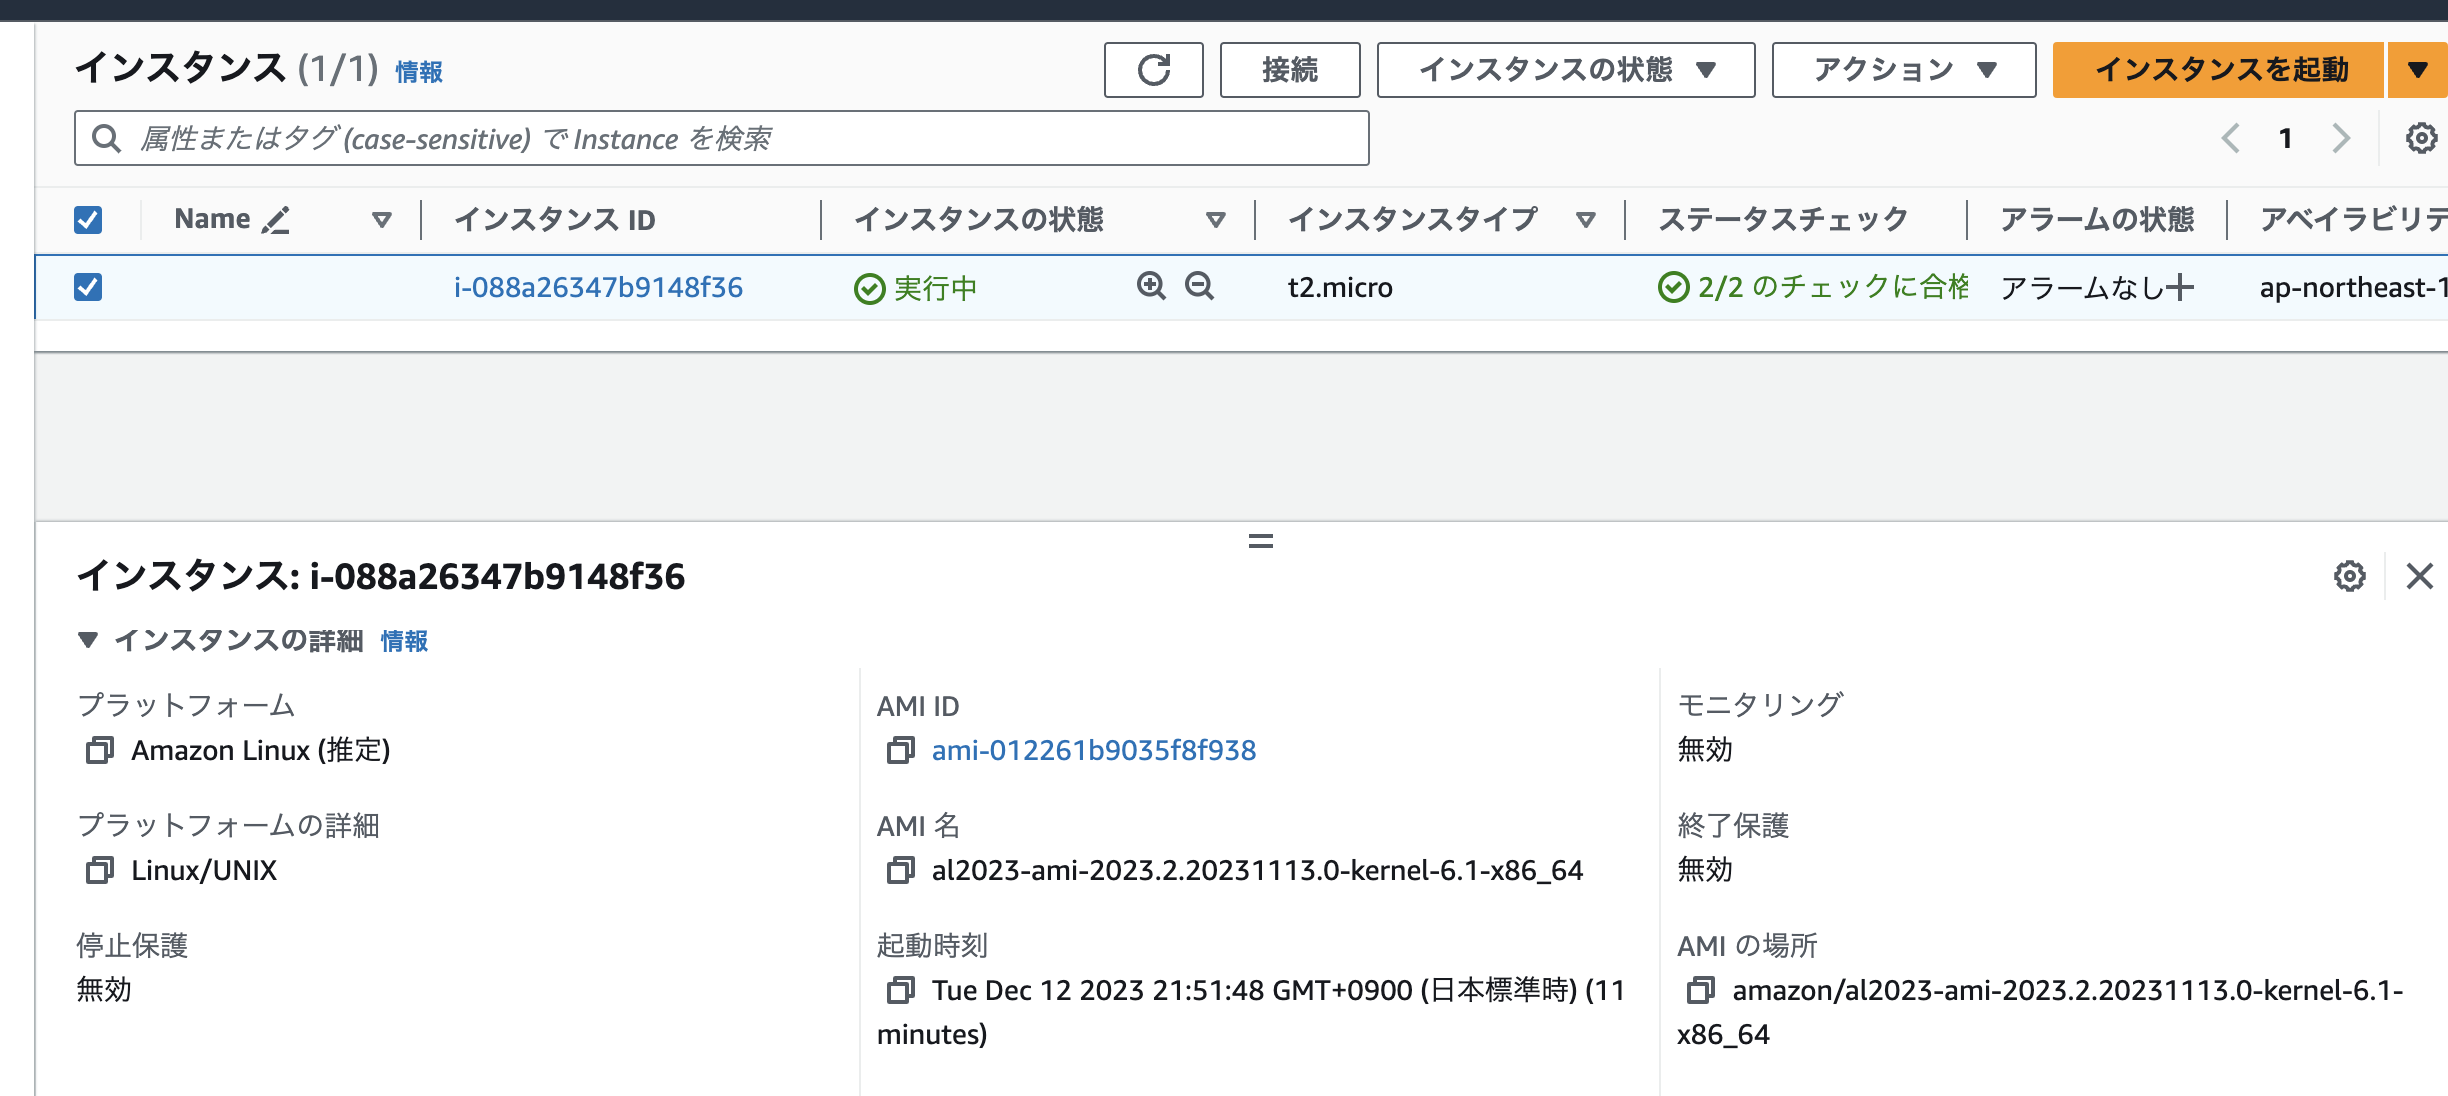 インスタンス (1/1) 情報
接続
インスタンスの状態
アクション
インスタンスを起動
属性またはタグ (case-sensitive) で Instance を検索
1
Name インスタンス ID インスタンスの状態 インスタンスタイプ ステータスチェック アラームの状態 アベイラビリテ
i-088a26347b9148f36 実行中 t2.micro 2/2 のチェックに合格 アラームなし ap-northeast-1
インスタンス: i-088a26347b9148f36
インスタンスの詳細 情報
プラットフォーム
Amazon Linux (推定)
AMI ID
ami-012261b9035f8f938
モニタリング
無効
プラットフォームの詳細
Linux/UNIX
AMI 名
al2023-ami-2023.2.20231113.0-kernel-6.1-x86_64
終了保護
無効
停止保護
無効
起動時刻
Tue Dec 12 2023 21:51:48 GMT+0900 (日本標準時) (11
minutes)
AMI の場所
amazon/al2023-ami-2023.2.20231113.0-kernel-6.1-
x86_64